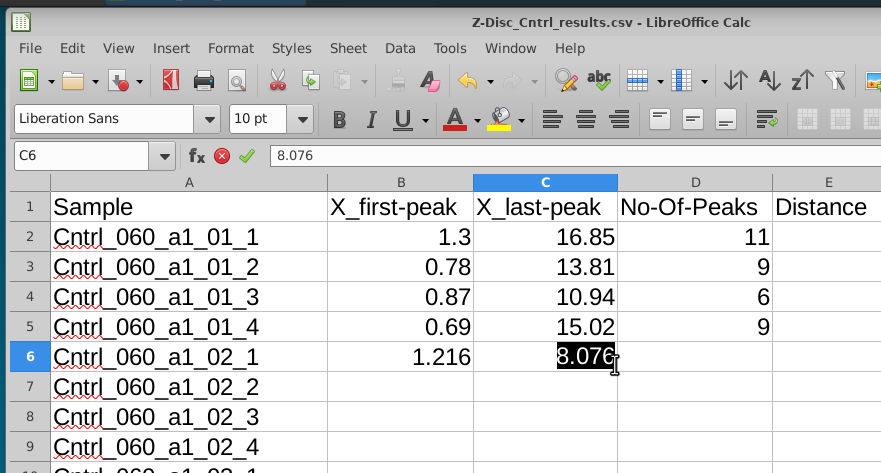 Z-Disc_Cntrl_results.csv - LibreOffice Calc
File Edit View Insert Format Styles Sheet Data Tools Window Help
Liberation Sans 10 pt
C6 8.076
A B C D E
1 Sample X_first-peak X_last-peak No-Of-Peaks Distance
2 Cntrl_060_a1_01_1 1.3 16.85 11
3 Cntrl_060_a1_01_2 0.78 13.81 9
4 Cntrl_060_a1_01_3 0.87 10.94 6
5 Cntrl_060_a1_01_4 0.69 15.02 9
6 Cntrl_060_a1_02_1 1.216 8.076
7 Cntrl_060_a1_02_2
8 Cntrl_060_a1_02_3
9 Cntrl_060_a1_02_4